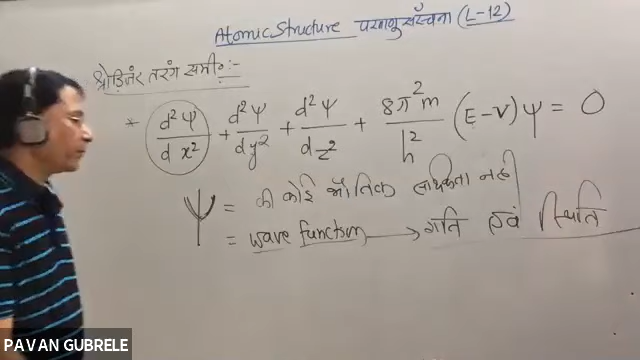 Atomic Structure परमाणु संरचना (L-12)
श्रोडिंजर तरंग समी॰:-
* d²Ψ/dx² + d²Ψ/dy² + d²Ψ/dz² + 8π²m/h² (E-V)Ψ = 0
Ψ = की कोई भौतिक सार्थकता नहीं
= wave function → गति एवं स्थिति
PAVAN GUBRELE